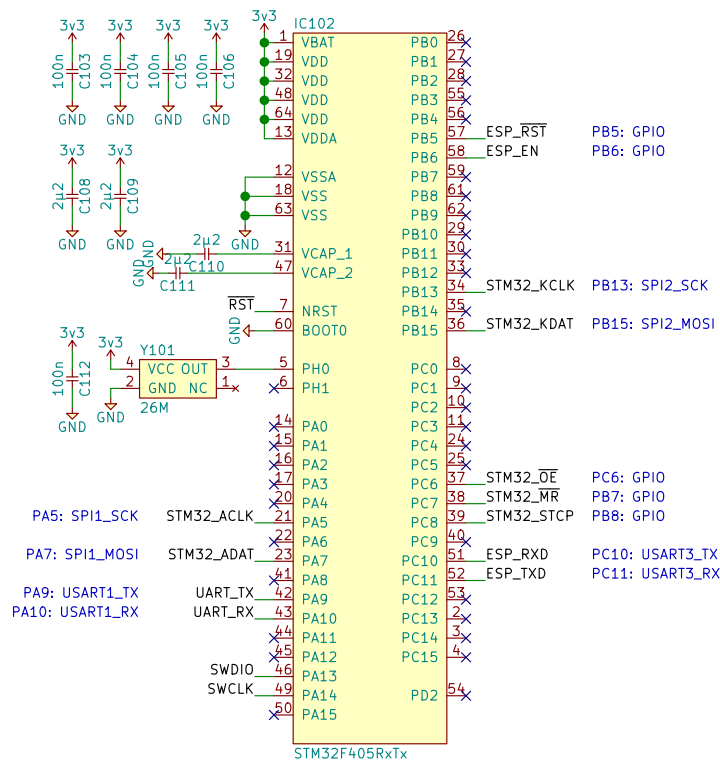 3v3 3v3 3v3 3v3
100n C103 100n C104 100n C105 100n C106
GND GND GND GND
3v3 3v3
2µ2 C108 2µ2 C109
GND GND
3v3
IC102
1 VBAT PB0 26
19 VDD PB1 27
32 VDD PB2 28
48 VDD PB3 55
64 VDD PB4 56
13 VDDA PB5 57 ESP_RST PB5: GPIO
PB6 58 ESP_EN PB6: GPIO
12 VSSA PB7 59
18 VSS PB8 61
63 VSS PB9 62
GND
PB10 29
GND 2µ2 C110 31 VCAP_1 PB11 30
GND 2µ2 C111 47 VCAP_2 PB12 33
PB13 34 STM32_KCLK PB13: SPI2_SCK
RST 7 NRST PB14 35
GND 60 BOOT0 PB15 36 STM32_KDAT PB15: SPI2_MOSI
3v3 3v3 Y101
100n C112 GND
4 VCC OUT 3 5 PH0 PC0 8
2 GND NC 1 6 PH1 PC1 9
GND 26M PC2 10
14 PA0 PC3 11
15 PA1 PC4 24
16 PA2 PC5 25
17 PA3 PC6 37 STM32_OE PC6: GPIO
20 PA4 PC7 38 STM32_MR PB7: GPIO
PA5: SPI1_SCK STM32_ACLK 21 PA5 PC8 39 STM32_STCP PB8: GPIO
22 PA6 PC9 40
PA7: SPI1_MOSI STM32_ADAT 23 PA7 PC10 51 ESP_RXD PC10: USART3_TX
41 PA8 PC11 52 ESP_TXD PC11: USART3_RX
PA9: USART1_TX UART_TX 42 PA9 PC12 53
PA10: USART1_RX UART_RX 43 PA10 PC13 2
44 PA11 PC14 3
45 PA12 PC15 4
SWDIO 46 PA13
SWCLK 49 PA14 PD2 54
50 PA15
STM32F405RxTx